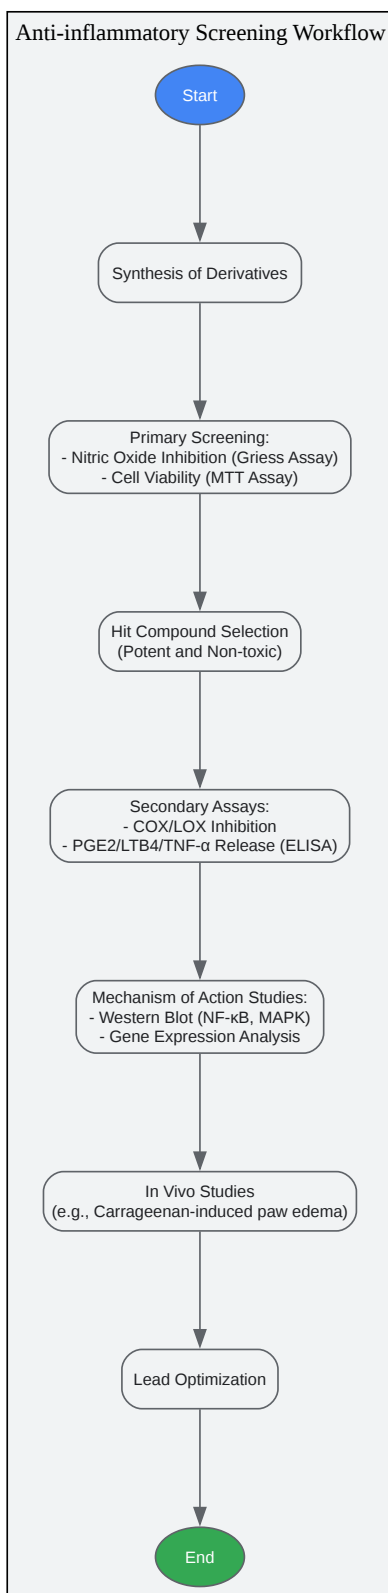 Anti-inflammatory Screening Workflow
Start
Synthesis of Derivatives
Primary Screening:
- Nitric Oxide Inhibition (Griess Assay)
- Cell Viability (MTT Assay)
Hit Compound Selection
(Potent and Non-toxic)
Secondary Assays:
- COX/LOX Inhibition
- PGE2/LTB4/TNF-α Release (ELISA)
Mechanism of Action Studies:
- Western Blot (NF-κB, MAPK)
- Gene Expression Analysis
In Vivo Studies
(e.g., Carrageenan-induced paw edema)
Lead Optimization
End